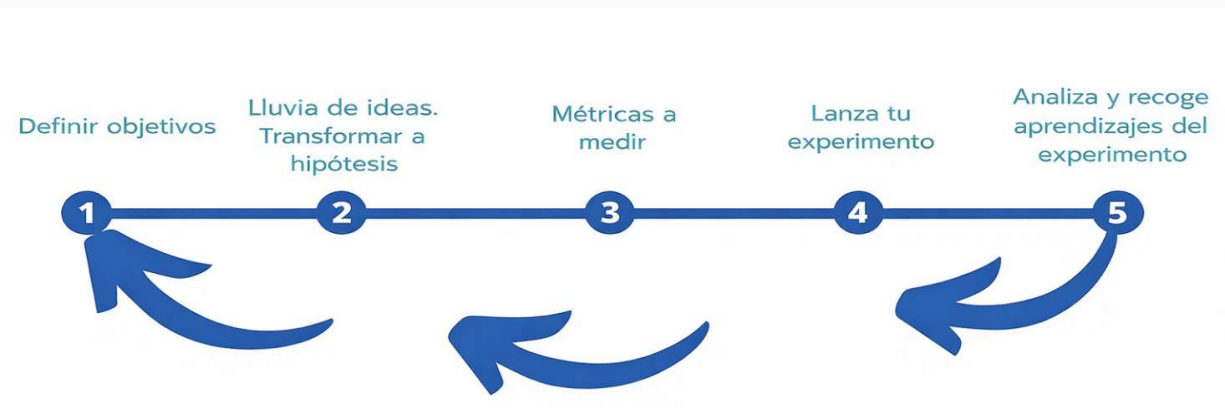 Definir objetivos
Lluvia de ideas.
Transformar a
hipótesis
Métricas a
medir
Lanza tu
experimento
Analiza y recoge
aprendizajes del
experimento
1
2
3
4
5